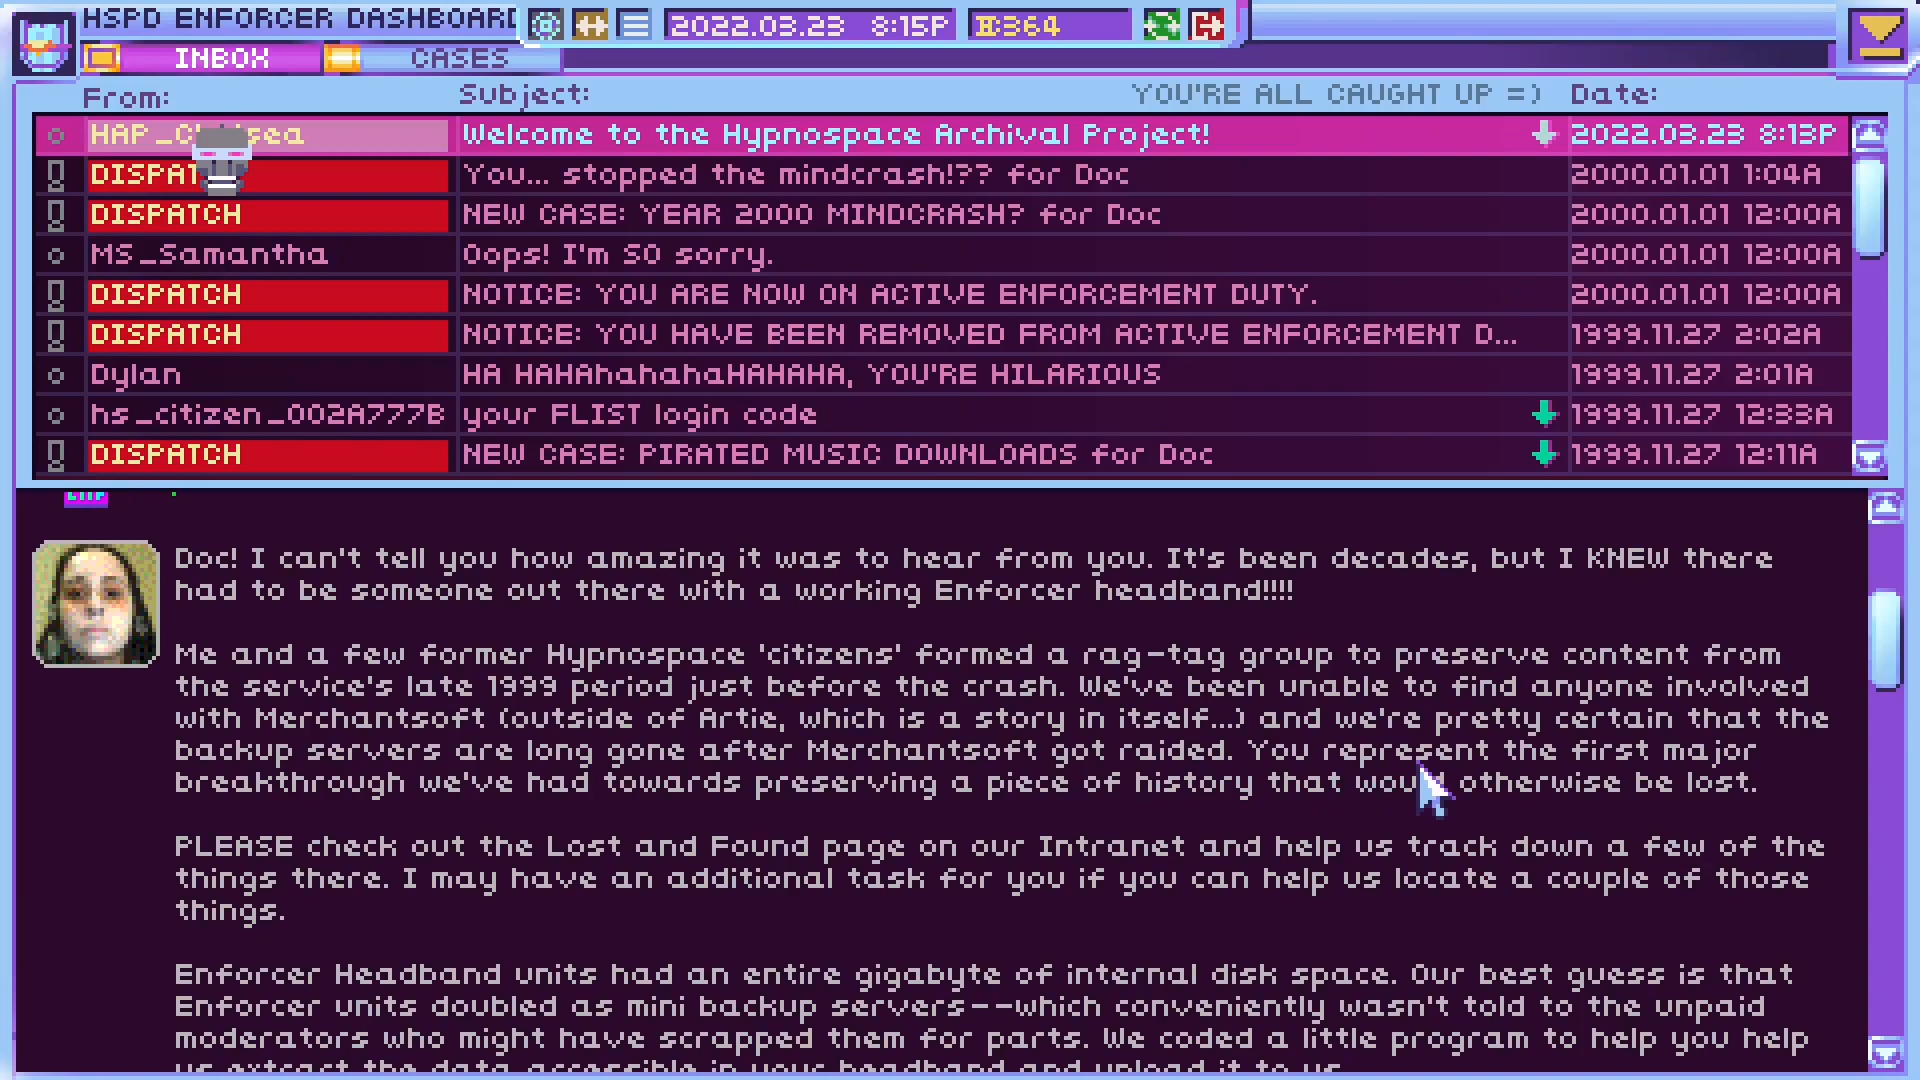 HSPD ENFORCER DASHBOARD
2022.03.23 8:15P
364
INBOX
CASES
From:
Subject:
YOU'RE ALL CAUGHT UP =)
Date:
Welcome to the Hypnospace Archival Project! 2022.03.23 8:13P
You... stopped the mindcrash!?? for Doc 2000.01.01 1:04A
DISPATCH NEW CASE: YEAR 2000 MINDCRASH? for Doc 2000.01.01 12:00A
MS_Samantha Oops! I'm SO sorry. 2000.01.01 12:00A
DISPATCH NOTICE: YOU ARE NOW ON ACTIVE ENFORCEMENT DUTY. 2000.01.01 12:00A
DISPATCH NOTICE: YOU HAVE BEEN REMOVED FROM ACTIVE ENFORCEMENT D... 1999.11.27 2:02A
Dylan HA HAHAhahahaHAHAHA, YOU'RE HILARIOUS 1999.11.27 2:01A
hs_citizen_002A777B your FLIST login code 1999.11.27 12:33A
DISPATCH NEW CASE: PIRATED MUSIC DOWNLOADS for Doc 1999.11.27 12:11A
Doc! I can't tell you how amazing it was to hear from you. It's been decades, but I KNEW there
had to be someone out there with a working Enforcer headband!!!!
Me and a few former Hypnospace 'citizens' formed a rag-tag group to preserve content from
the service's late 1999 period just before the crash. We've been unable to find anyone involved
with Merchantsoft (outside of Artie, which is a story in itself...) and we're pretty certain that the
backup servers are long gone after Merchantsoft got raided. You represent the first major
breakthrough we've had towards preserving a piece of history that would otherwise be lost.
PLEASE check out the Lost and Found page on our Intranet and help us track down a few of the
things there. I may have an additional task for you if you can help us locate a couple of those
things.
Enforcer Headband units had an entire gigabyte of internal disk space. Our best guess is that
Enforcer units doubled as mini backup servers--which conveniently wasn't told to the unpaid
moderators who might have scrapped them for parts. We coded a little program to help you help
us extract the data accessible in your headband and upload it to us.